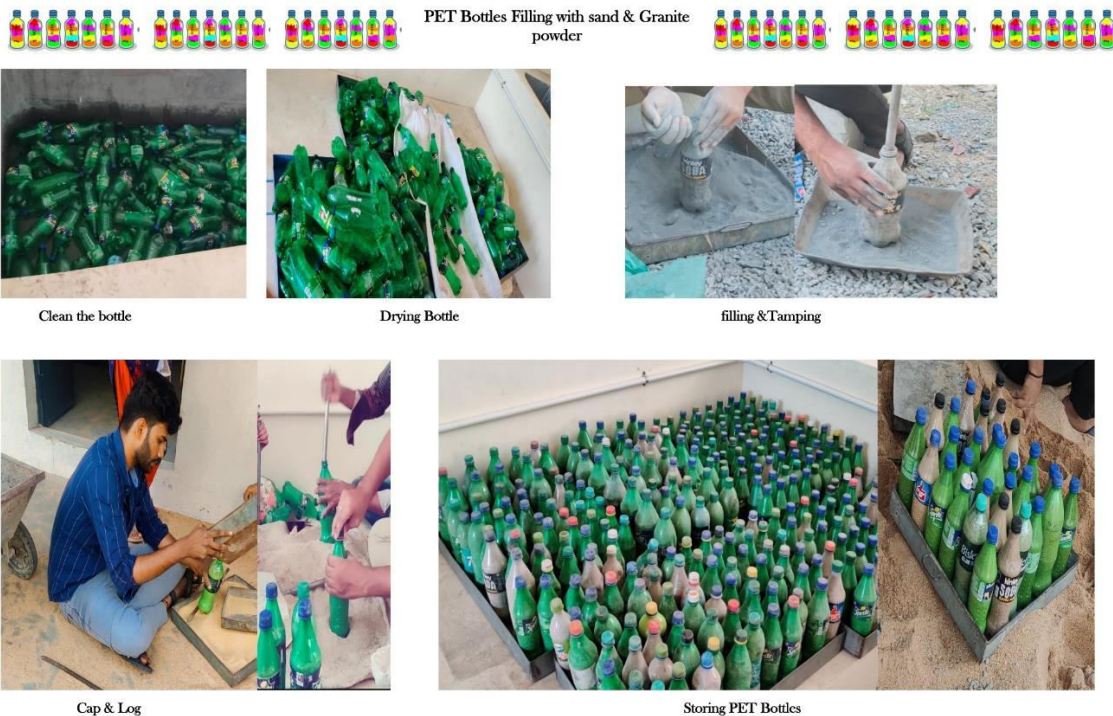 PET Bottles Filling with sand & Granite
powder
Clean the bottle
Drying Bottle
filling &Tamping
SODA
Cap & Log
Storing PET Bottles